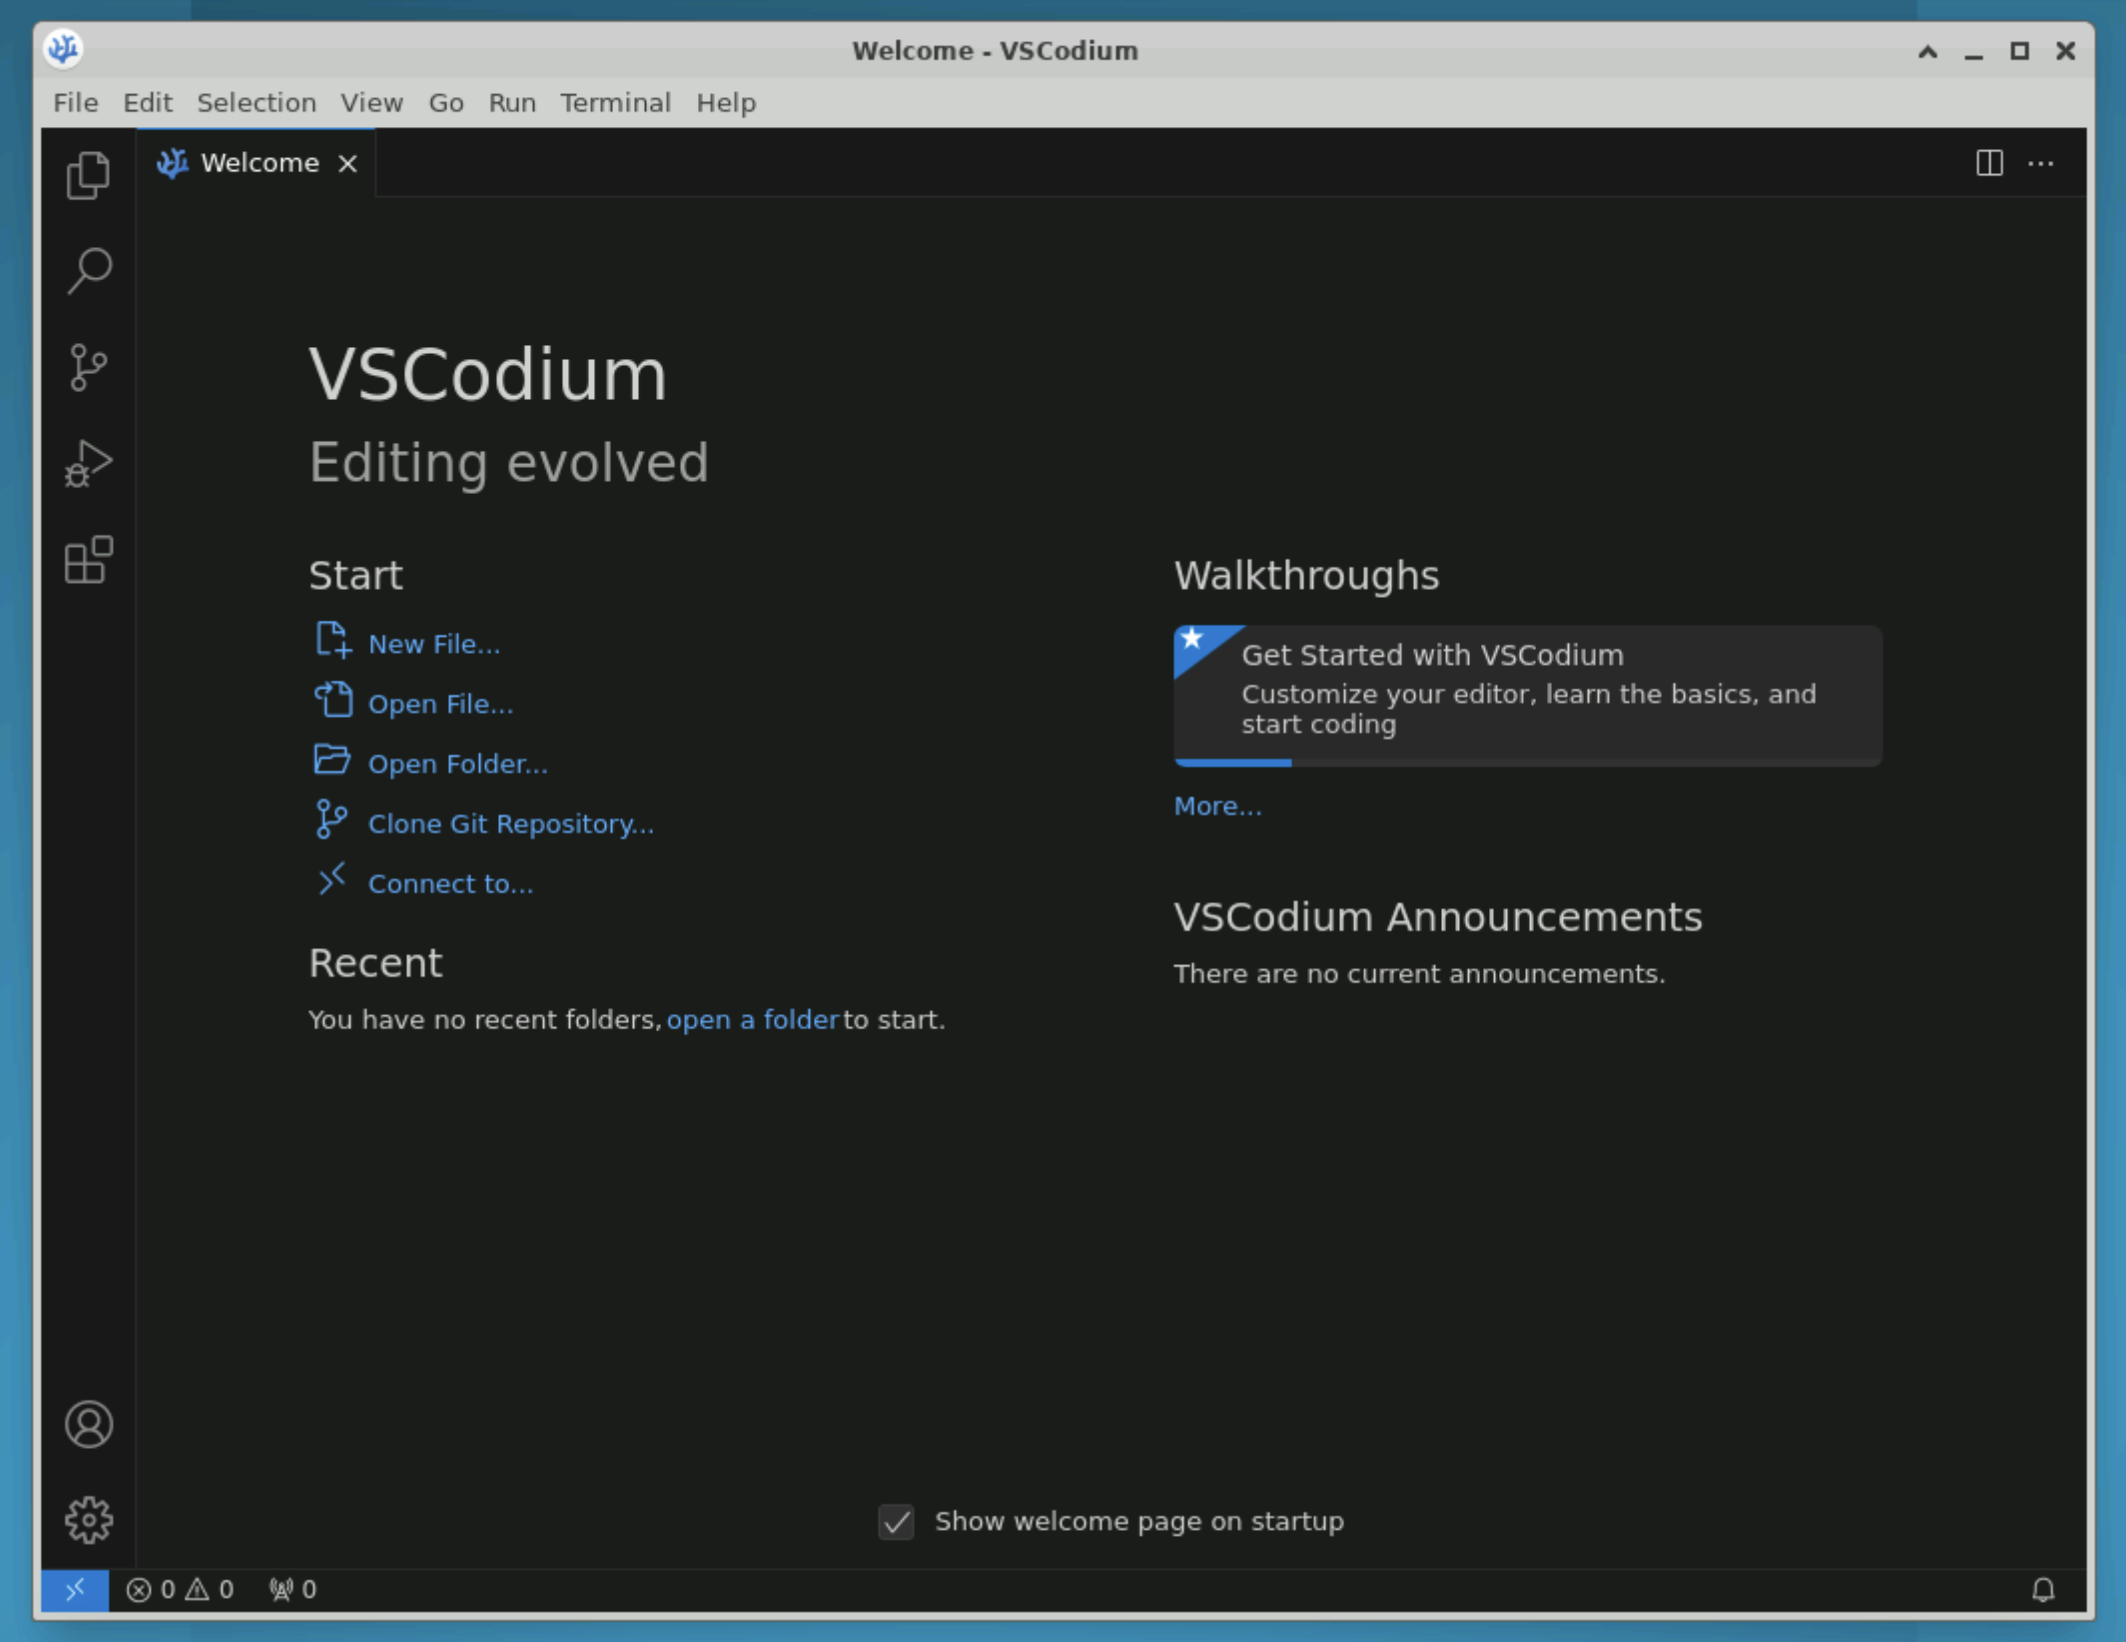 Welcome - VSCodium
File Edit Selection View Go Run Terminal Help
Welcome
VSCodium
Editing evolved
Start
New File...
Open File...
Open Folder...
Clone Git Repository...
Connect to...
Recent
You have no recent folders, open a folder to start.
Walkthroughs
Get Started with VSCodium
Customize your editor, learn the basics, and
start coding
More...
VSCodium Announcements
There are no current announcements.
Show welcome page on startup
0 0 0